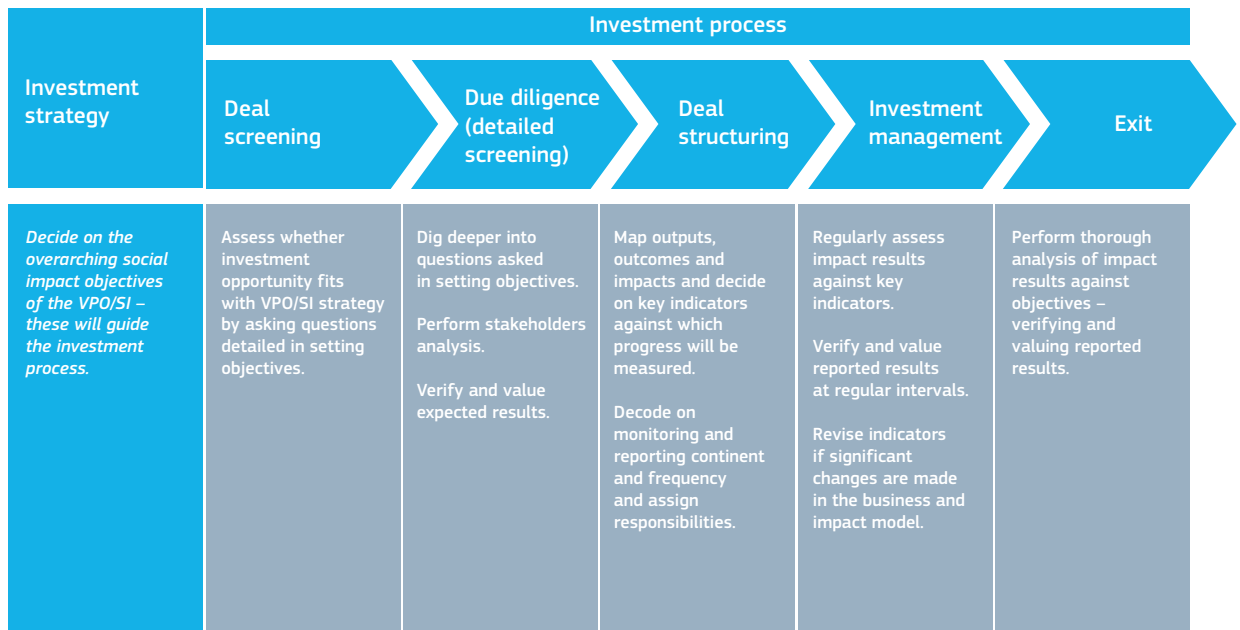 Investment process
Investment
strategy
Deal
screening
Due diligence
(detailed
screening)
Deal
structuring
Investment
management
Exit
Decide on the
overarching social
impact objectives
of the VPO/SI –
these will guide
the investment
process.
Assess whether
investment
opportunity fits
with VPO/SI strategy
by asking questions
detailed in setting
objectives.
Dig deeper into
questions asked
in setting objectives.
Perform stakeholders
analysis.
Verify and value
expected results.
Map outputs,
outcomes and
impacts and decide
on key indicators
against which
progress will be
measured.
Decode on
monitoring and
reporting continent
and frequency
and assign
responsibilities.
Regularly assess
impact results
against key
indicators.
Verify and value
reported results
at regular intervals.
Revise indicators
if significant
changes are made
in the business and
impact model.
Perform thorough
analysis of impact
results against
objectives –
verifying and
valuing reported
results.